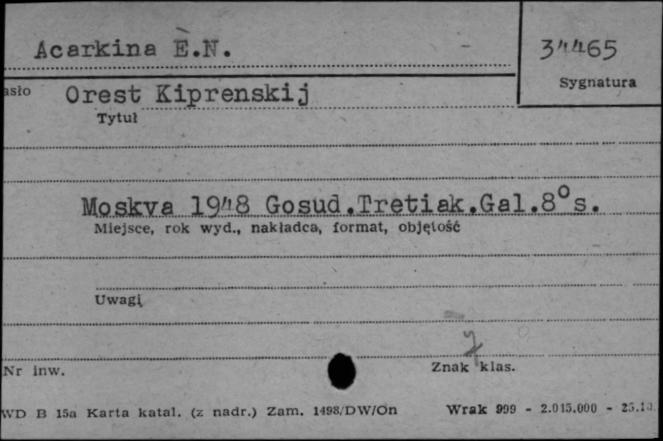 Acarkina E.N.
34465
Sygnatura
asło Orest Kiprenskij
Tytuł
Moskva 1948 Gosud.Tretiak.Gal.8°s.
Miejsce, rok wyd., nakładca, format, objętość
Uwagi
Nr inw.
Znak klas.
WD B 15a Karta katal. (z nadr.) Zam. 1498/DW/On Wrak 999 - 2.015.000 -